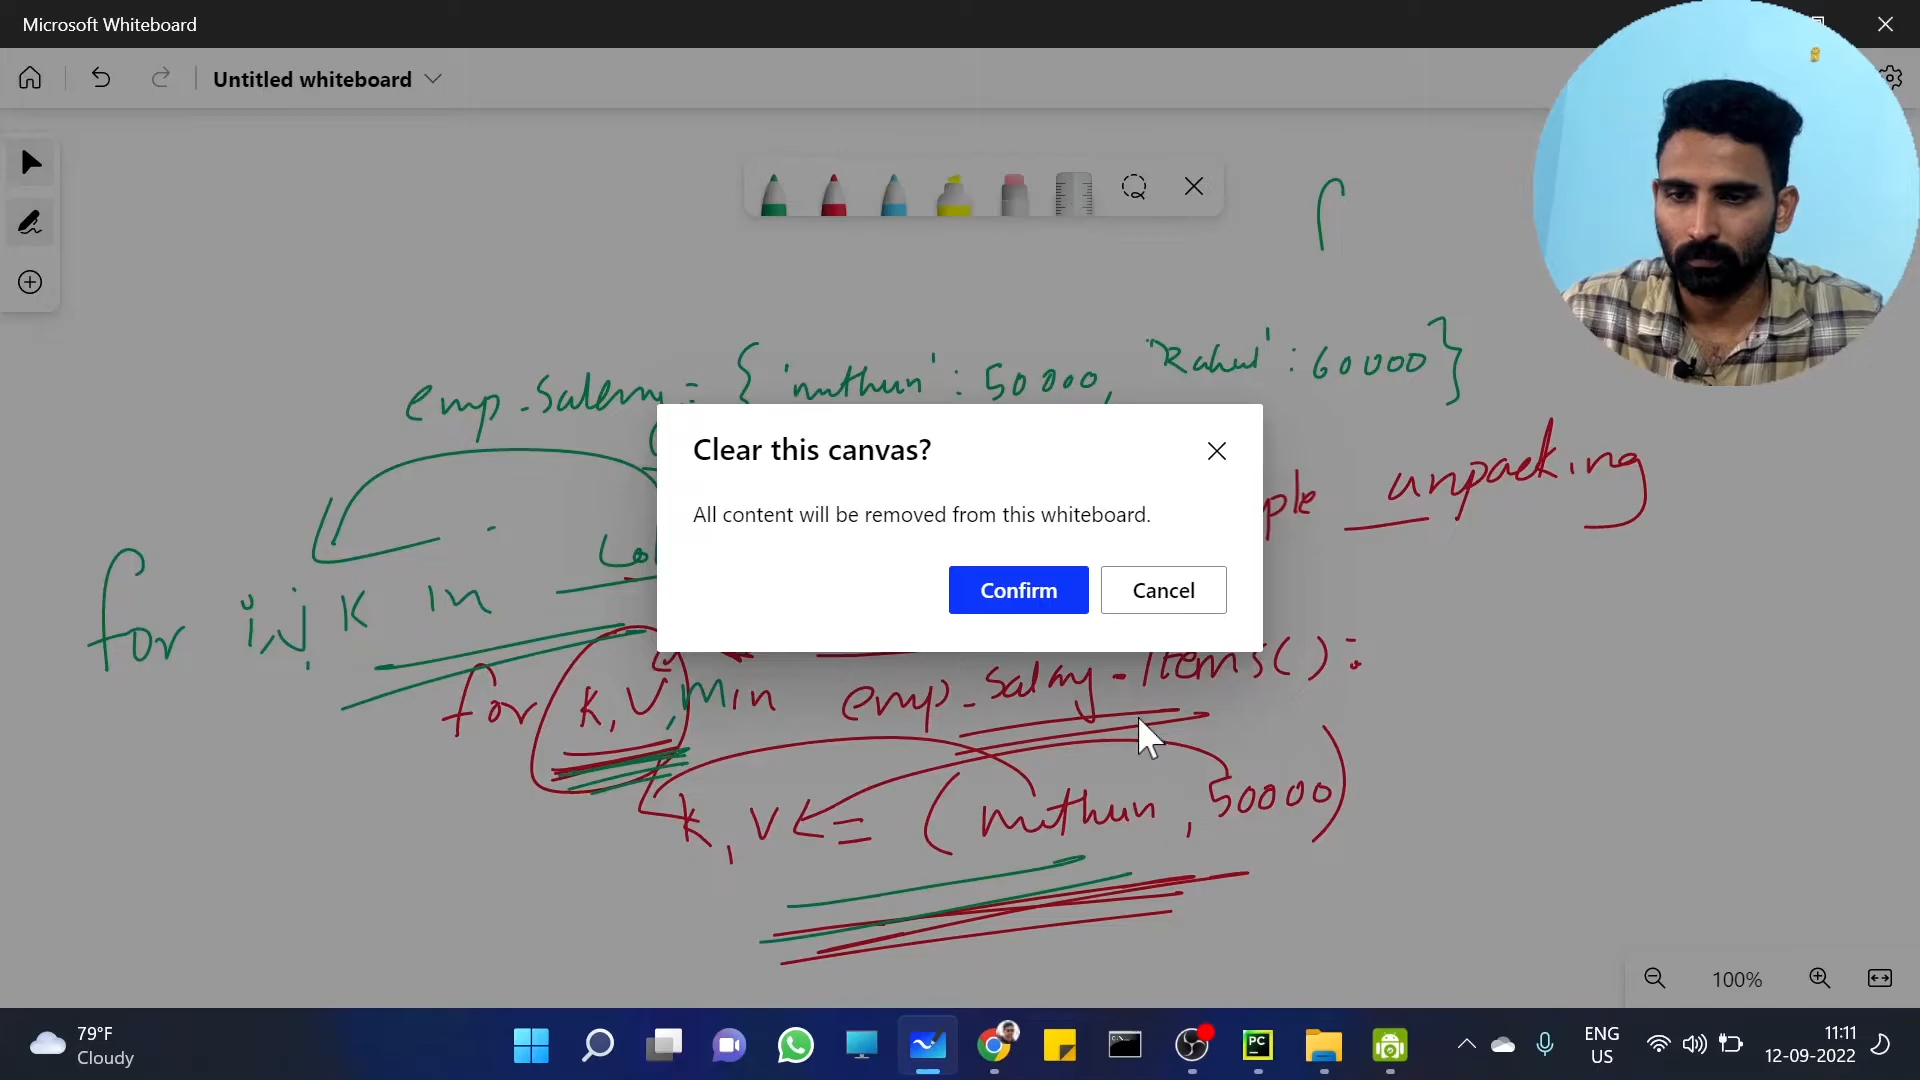 Microsoft Whiteboard
Untitled whiteboard
emp_Salary = { 'mithun' : 50000, 'Rahul' : 60000 }
unpacking
Clear this canvas?
All content will be removed from this whiteboard.
Confirm
Cancel
for i,j, K in
for K, V, m in emp_Salary.items():
k, v = (mithun, 50000)
100%
79°F
Cloudy
PC
ENG
US
11:11
12-09-2022